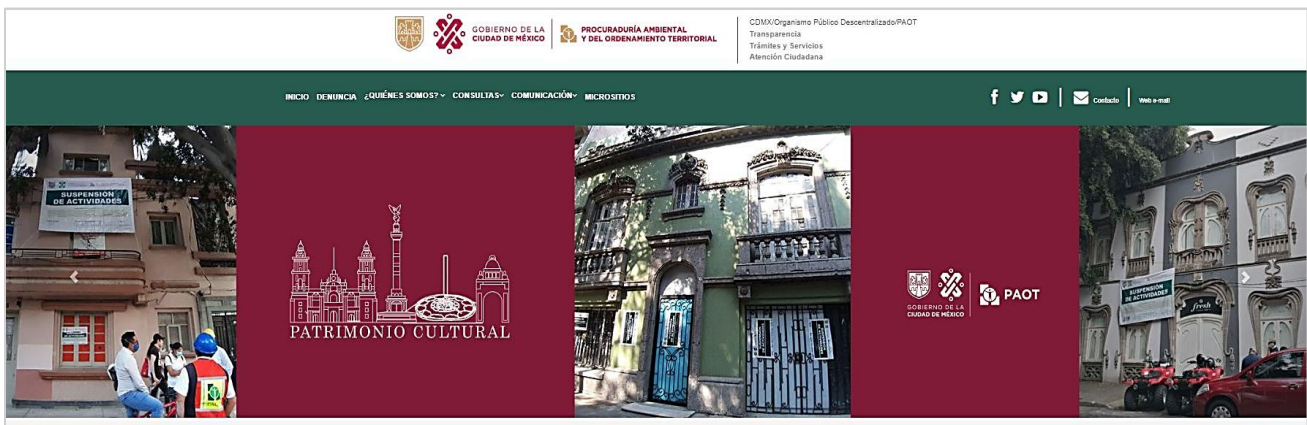 GOBIERNO DE LA
CIUDAD DE MÉXICO
PROCURADURÍA AMBIENTAL
Y DEL ORDENAMIENTO TERRITORIAL
CDMX/Organismo Público Descentralizado/PAOT
Transparencia
Trámites y Servicios
Atención Ciudadana
INICIO DENUNCIA ¿QUIÉNES SOMOS? CONSULTAS COMUNICACIÓN MICROSITIOS
Contacto
Web e-mail
SUSPENSIÓN
DE ACTIVIDADES
PATRIMONIO CULTURAL
GOBIERNO DE LA
CIUDAD DE MÉXICO
PAOT
SUSPENSIÓN
DE ACTIVIDADES
fresh